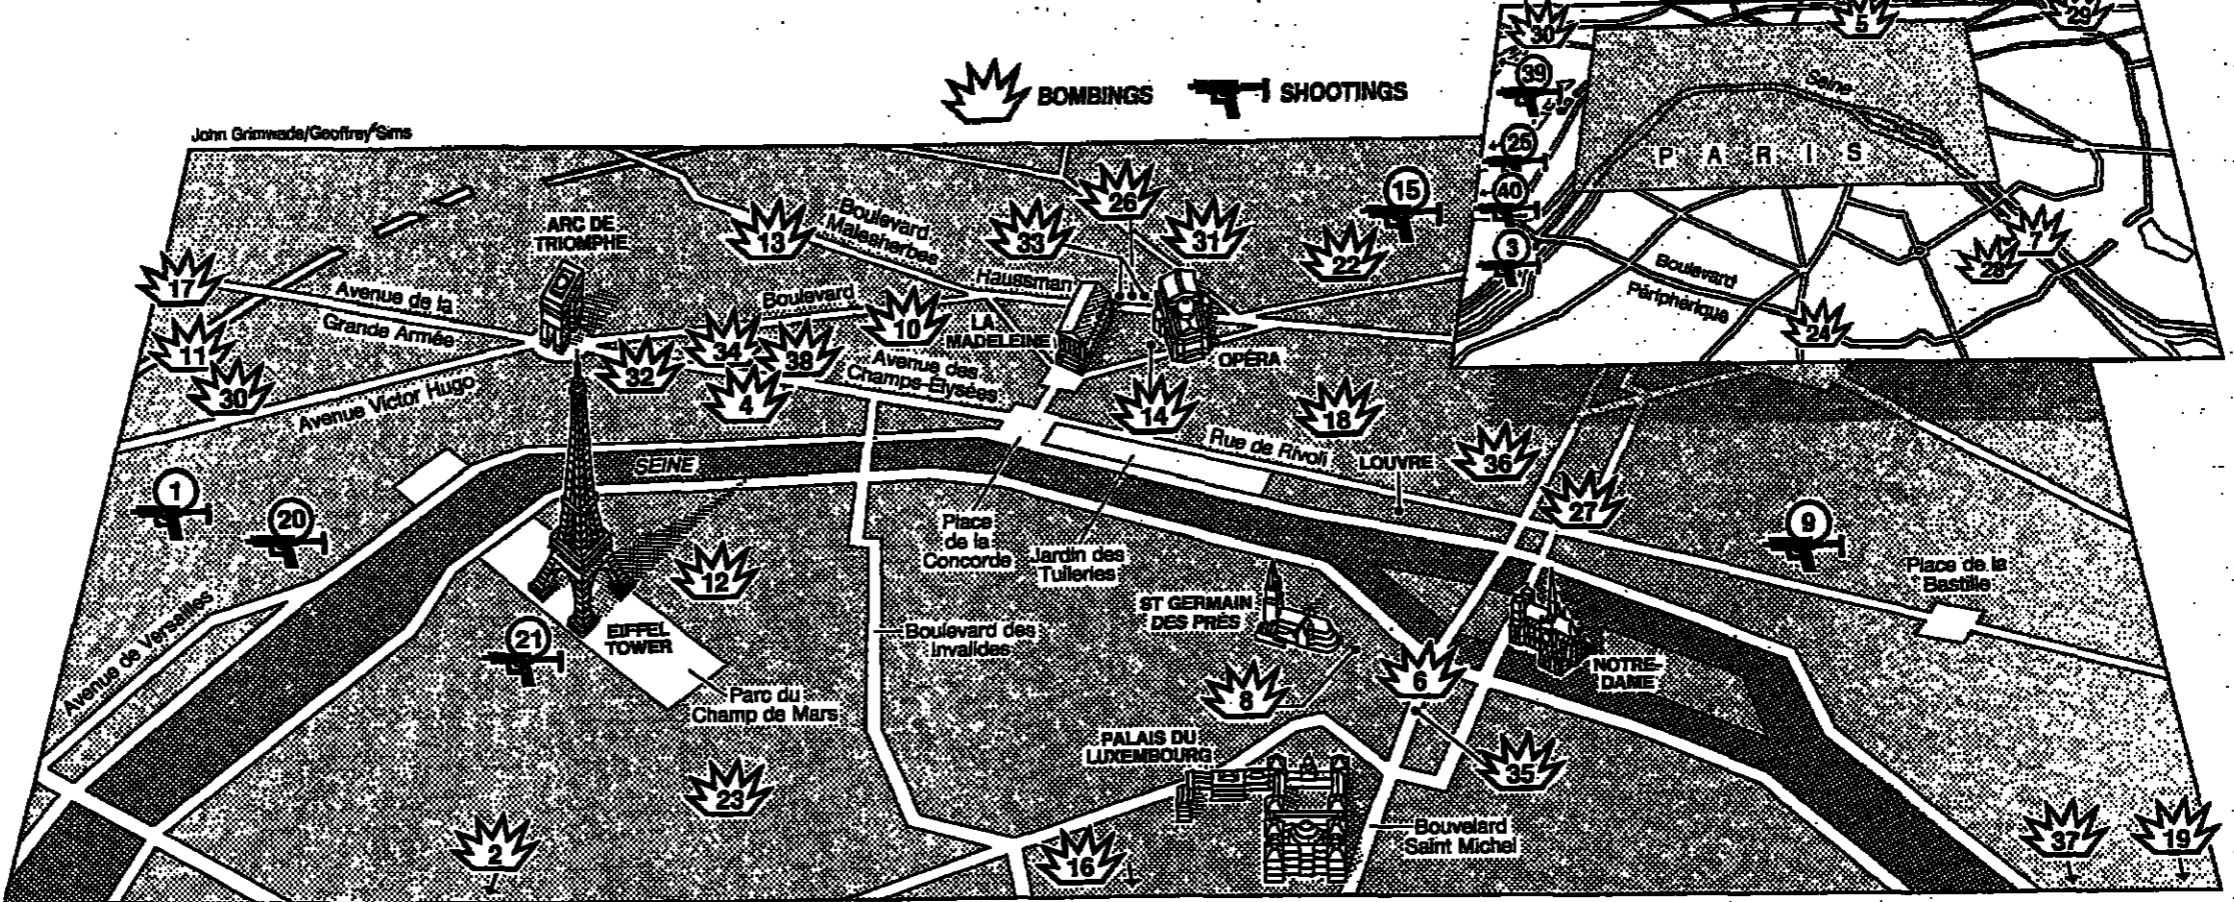 BOMBINGS
SHOOTINGS
John Grimwade/Geoffrey Sims
30
5
29
39
25
40
3
Seine
PARIS
7
28
24
Boulevard
Périphérique
ARC DE
TRIOMPHE
17
11
30
Avenue de la
Grande Armée
Avenue Victor Hugo
13
Boulevard
Malesherbes
33
26
31
22
15
Boulevard
Haussman
10
LA
MADELEINE
OPÉRA
32
34
38
4
Avenue des
Champs-Élysées
14
18
36
Rue de Rivoli
LOUVRE
SEINE
27
9
1
20
Place
de la
Concorde
Jardin des
Tuileries
Place de la
Bastille
12
Avenue de Versailles
21
EIFFEL
TOWER
Parc du
Champ de Mars
Boulevard des
Invalides
ST GERMAIN
DES PRÉS
8
6
NOTRE-
DAME
PALAIS DU
LUXEMBOURG
35
23
2
16
Bouvelard
Saint Michel
37
19